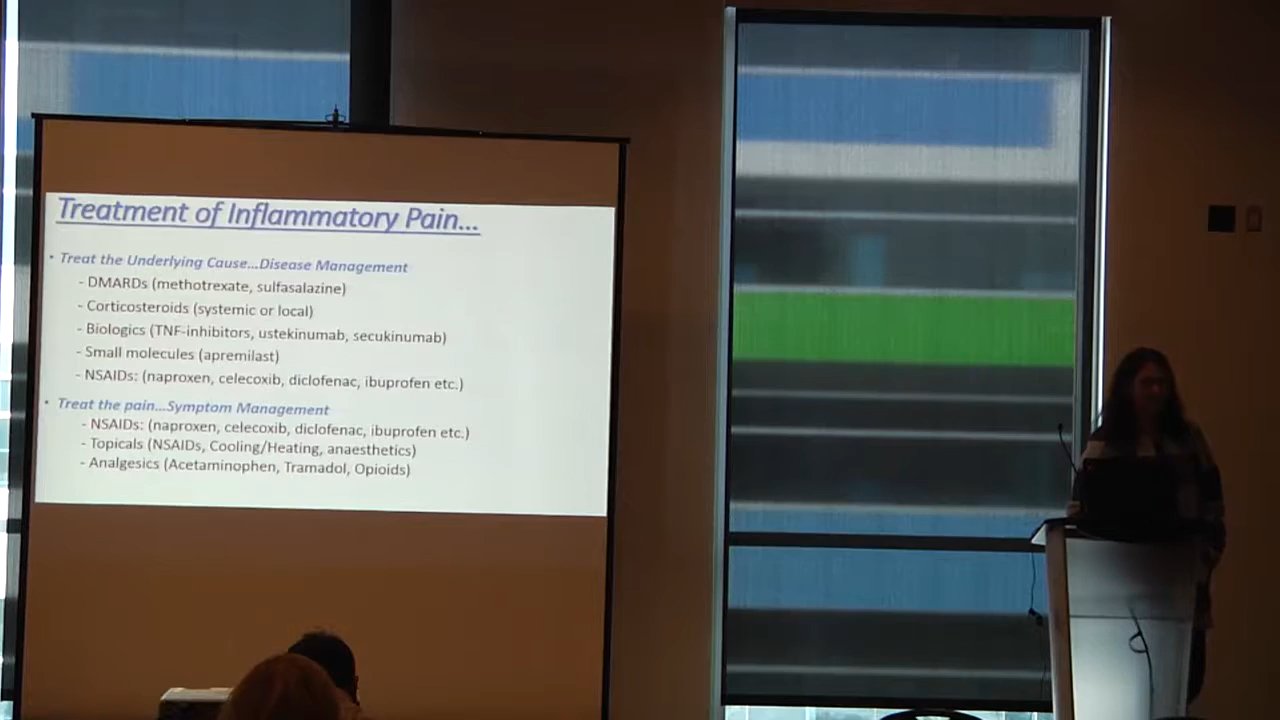 Treatment of Inflammatory Pain...
• Treat the Underlying Cause...Disease Management
- DMARDs (methotrexate, sulfasalazine)
- Corticosteroids (systemic or local)
- Biologics (TNF-inhibitors, ustekinumab, secukinumab)
- Small molecules (apremilast)
- NSAIDs: (naproxen, celecoxib, diclofenac, ibuprofen etc.)
• Treat the pain...Symptom Management
- NSAIDs: (naproxen, celecoxib, diclofenac, ibuprofen etc.)
- Topicals (NSAIDs, Cooling/Heating, anaesthetics)
- Analgesics (Acetaminophen, Tramadol, Opioids)